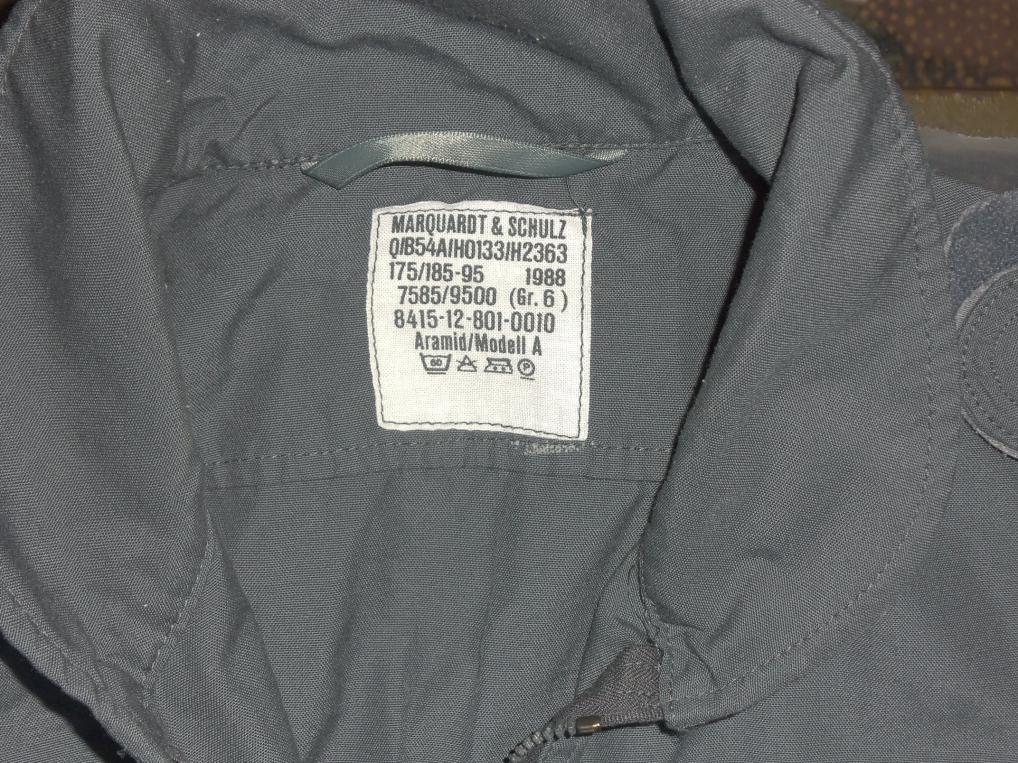 MARQUARDT & SCHULZ
Q/B54A/H0133/H2363
175/185-95 1988
7585/9500 (Gr. 6)
8415-12-801-0010
Aramid/Modell A
60 P